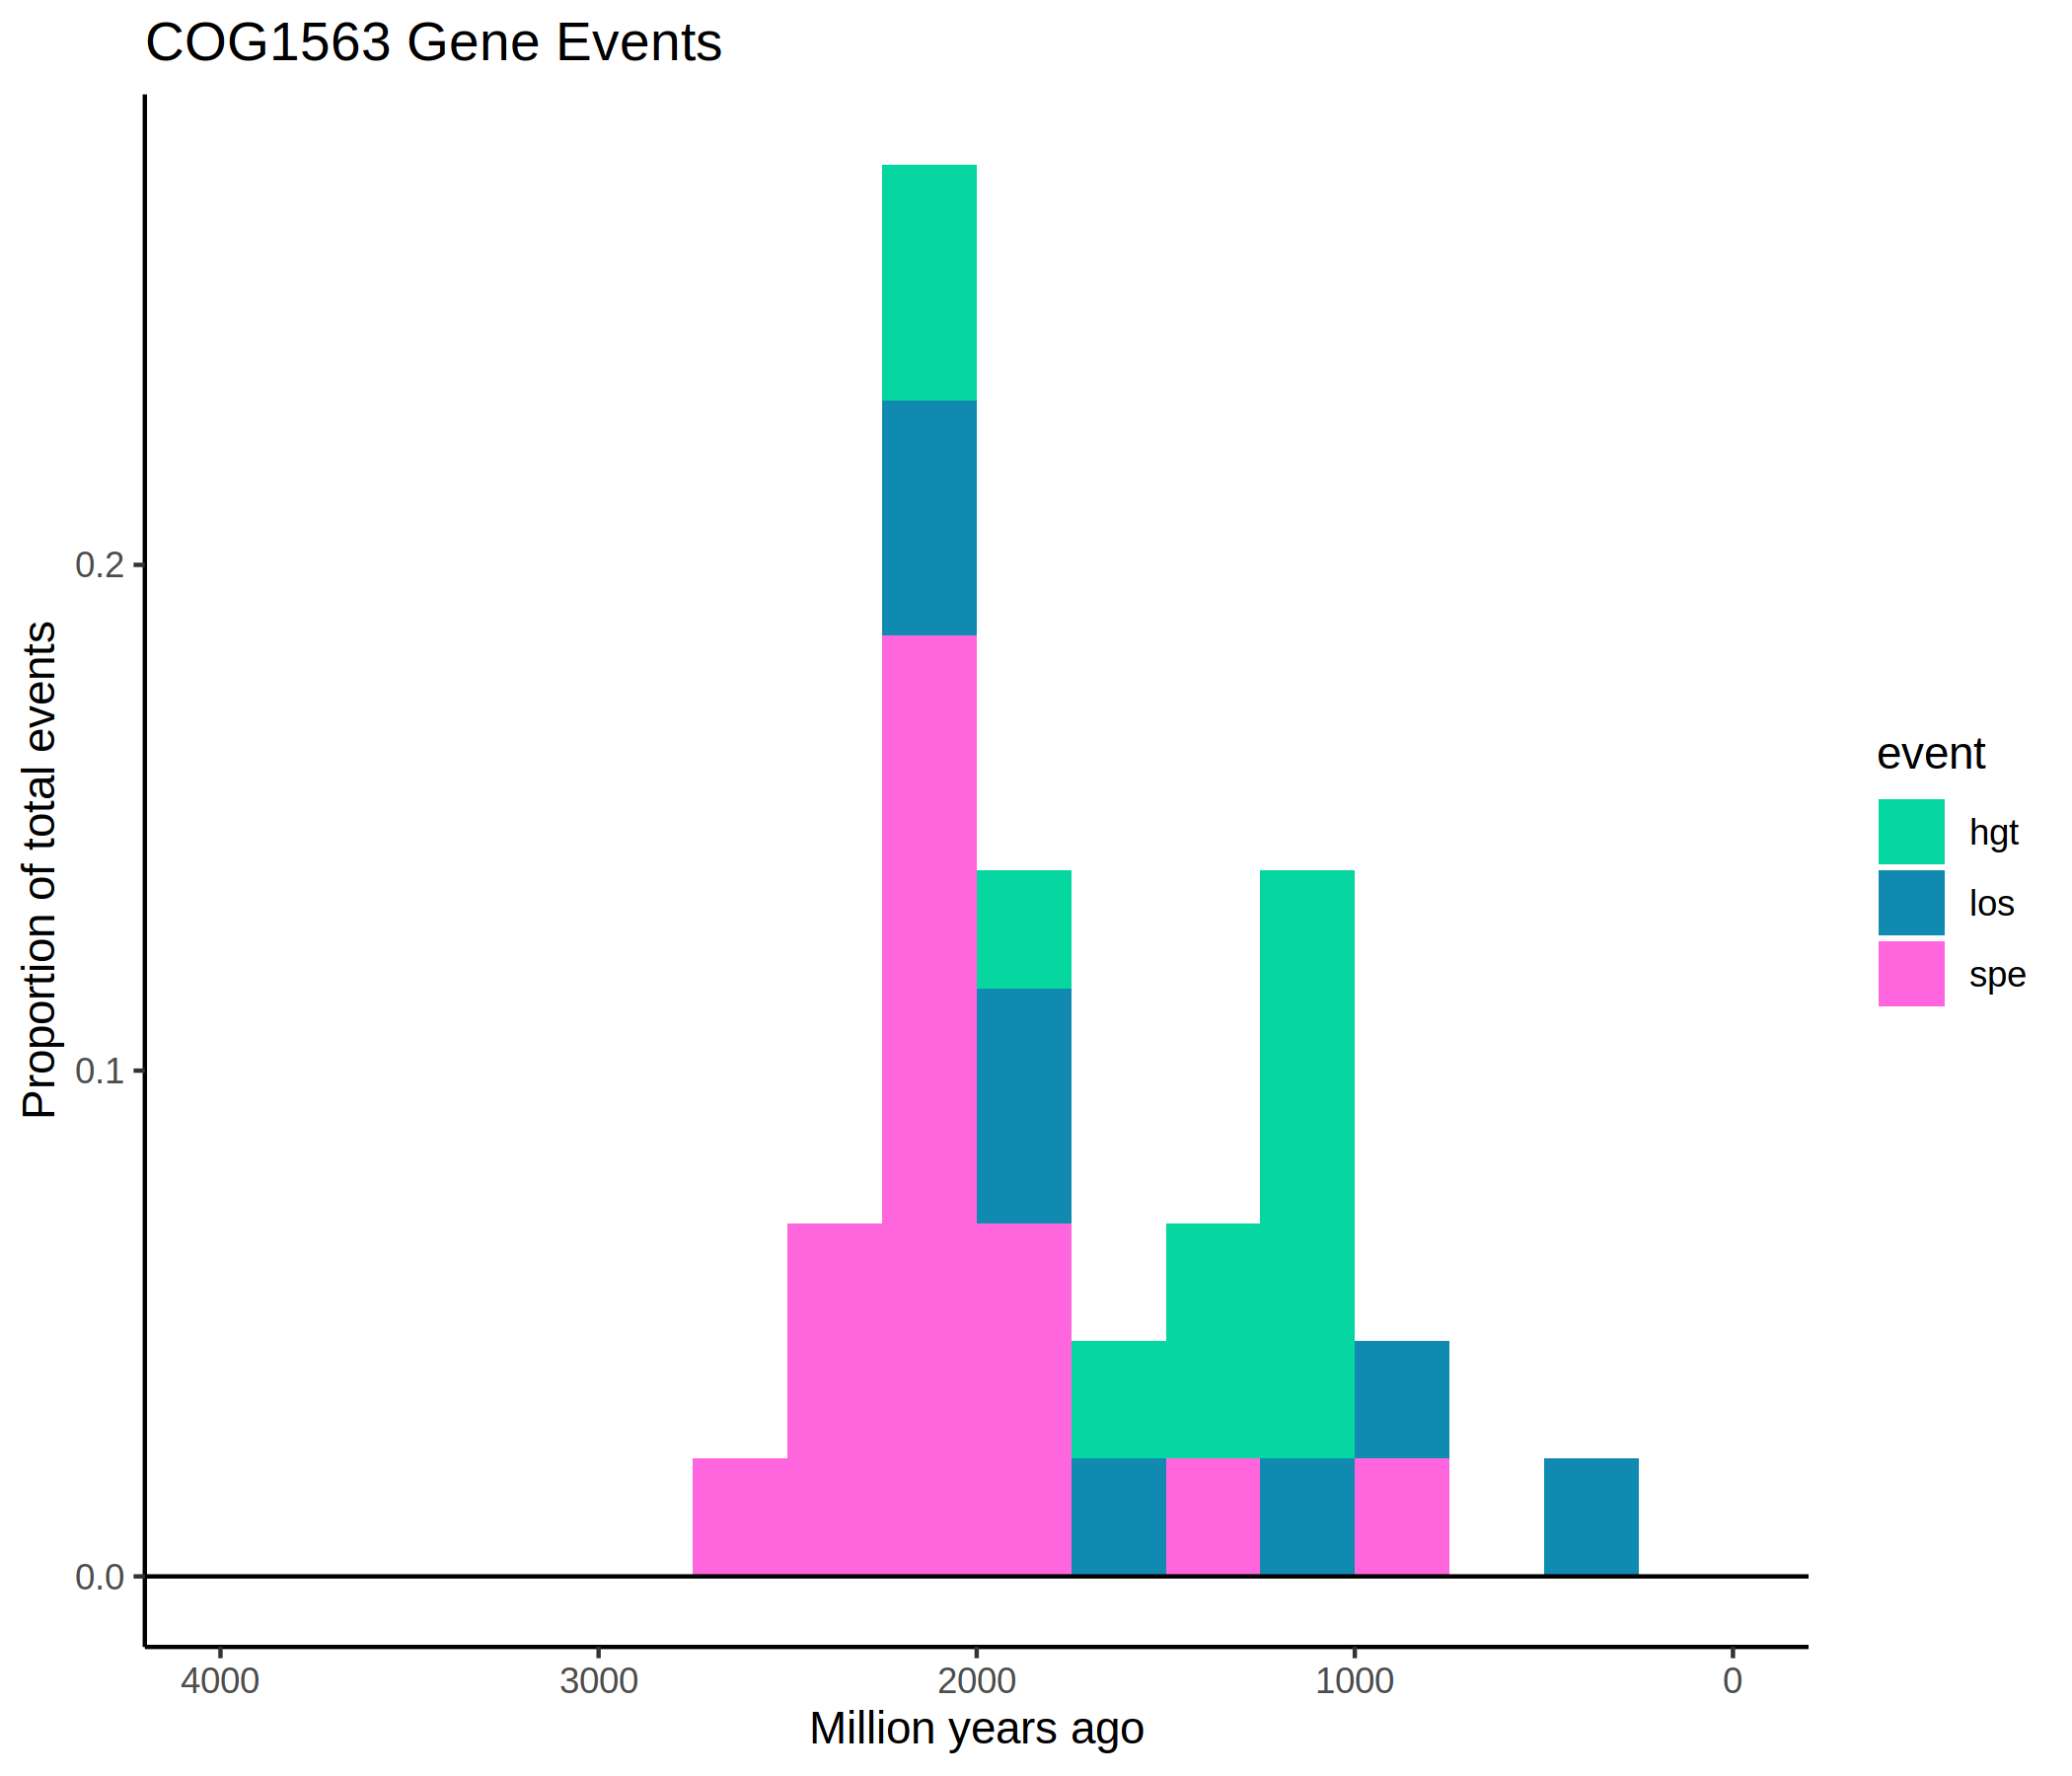 COG1563 Gene Events
Proportion of total events
0.2
0.1
0.0
4000 3000 2000 1000 0
Million years ago
event
hgt
los
spe